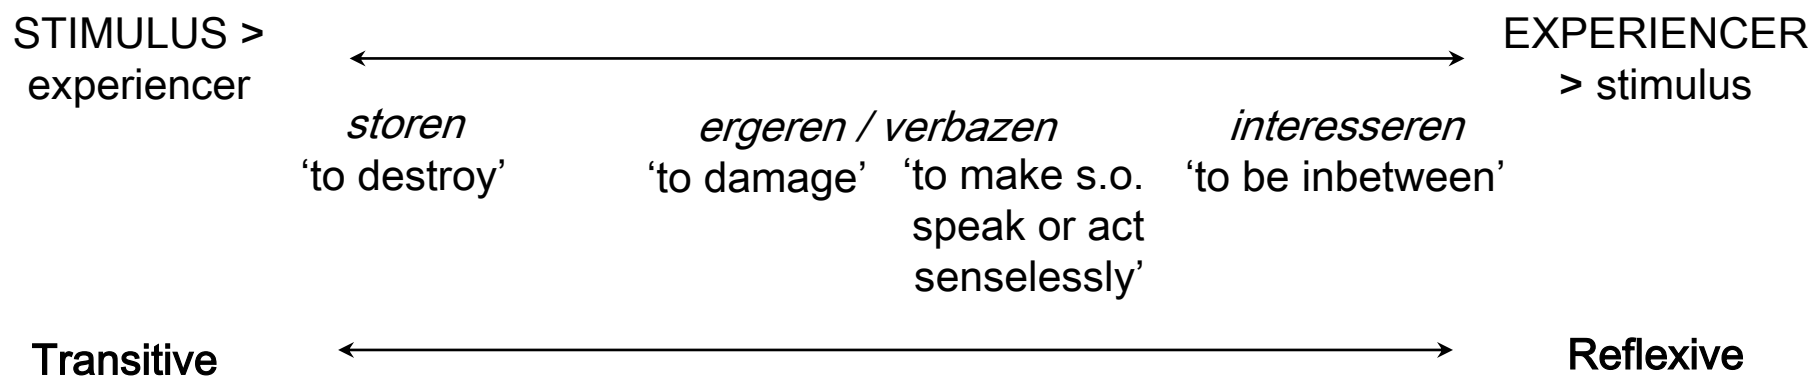 STIMULUS >
experiencer
EXPERIENCER
> stimulus
storen
'to destroy'
ergeren / verbazen
'to damage'
‘to make s.o.
speak or act
senselessly’
interesseren
‘to be inbetween’
Transitive
Reflexive